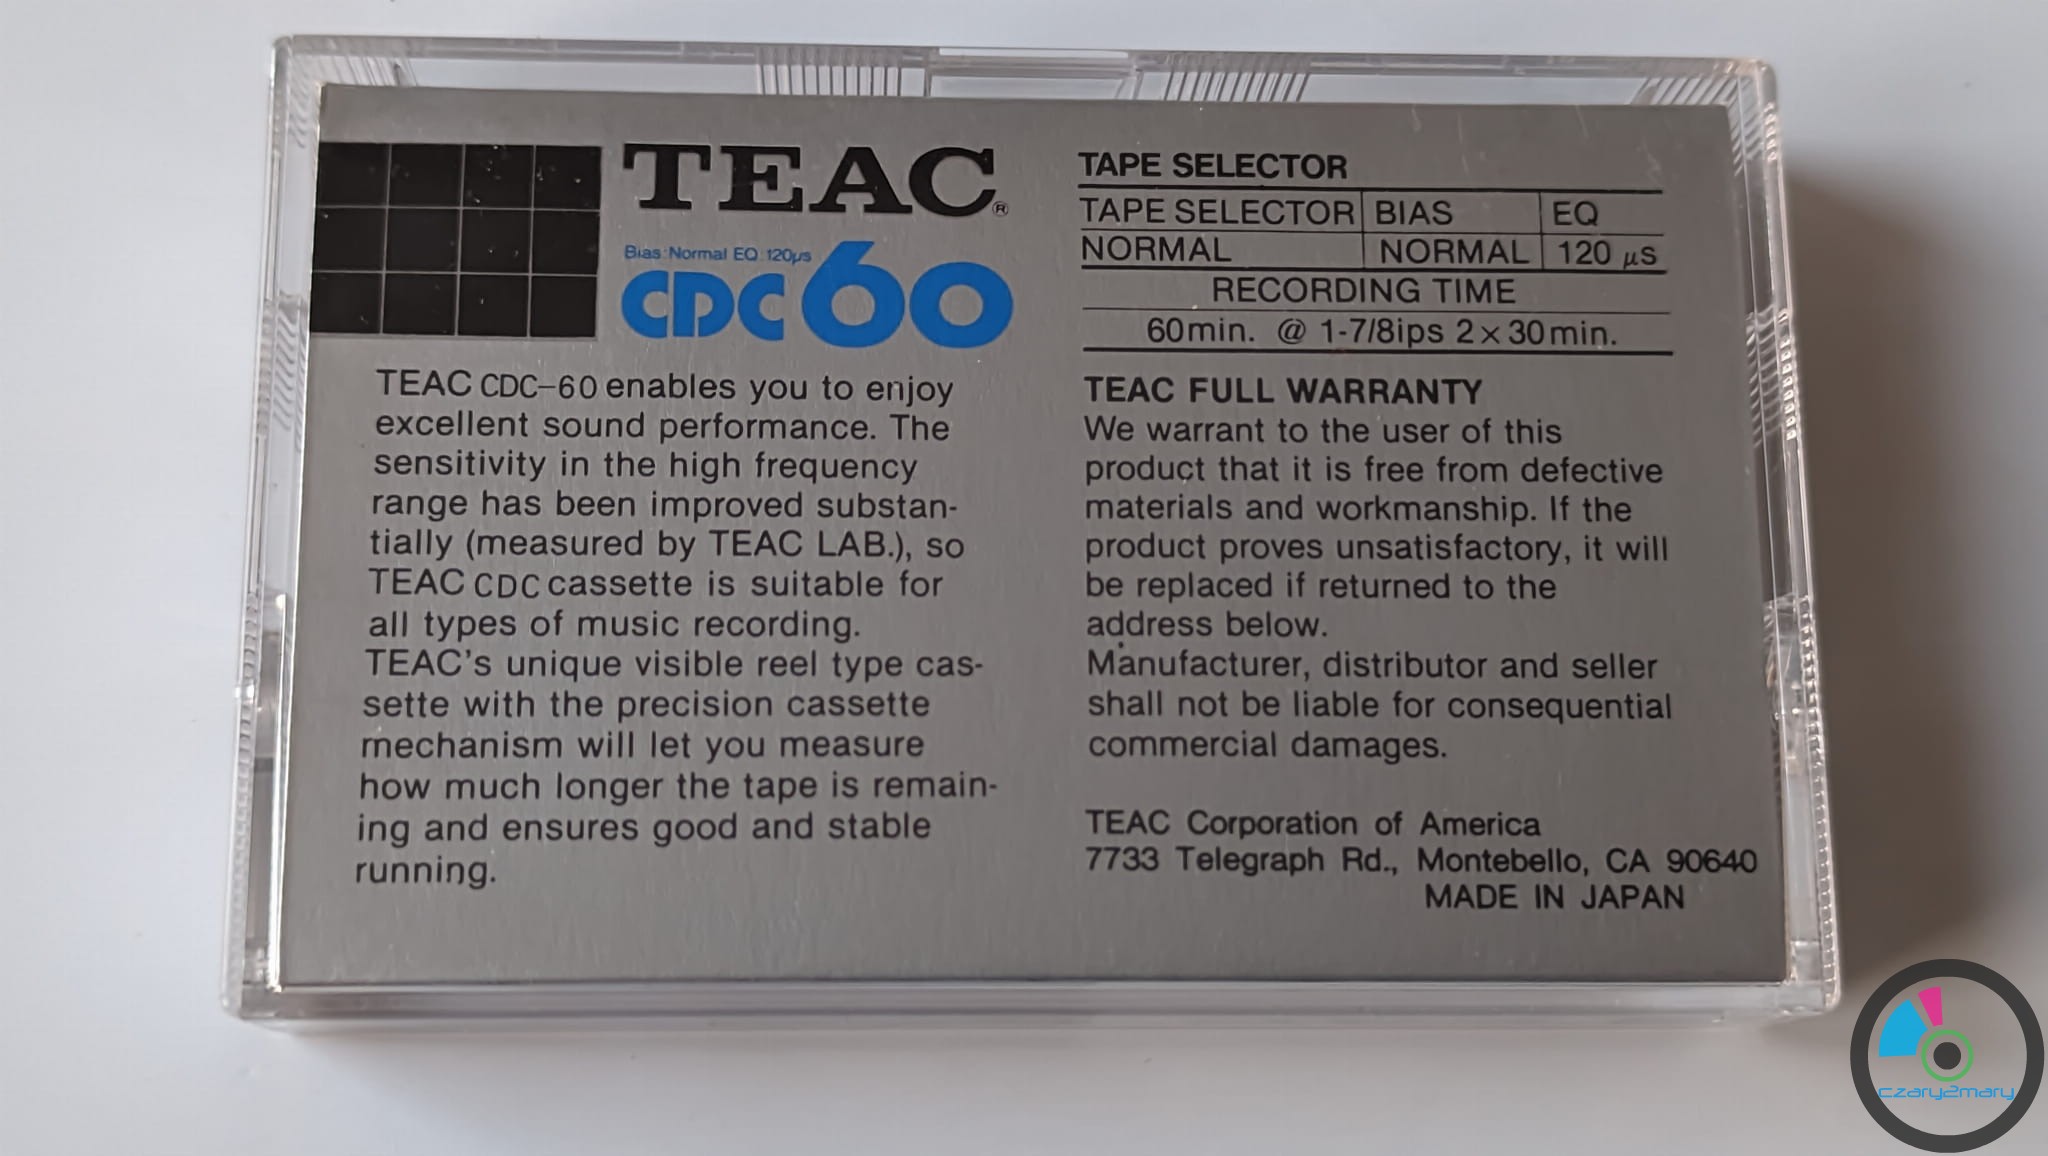 TEAC®
Bias:Normal EQ:120μs
CDC60
TEAC CDC-60 enables you to enjoy
excellent sound performance. The
sensitivity in the high frequency
range has been improved substan-
tially (measured by TEAC LAB.), so
TEAC CDC cassette is suitable for
all types of music recording.
TEAC's unique visible reel type cas-
sette with the precision cassette
mechanism will let you measure
how much longer the tape is remain-
ing and ensures good and stable
running.
TAPE SELECTOR
TAPE SELECTOR BIAS EQ
NORMAL NORMAL 120 μs
RECORDING TIME
60min. @ 1-7/8ips 2×30min.
TEAC FULL WARRANTY
We warrant to the user of this
product that it is free from defective
materials and workmanship. If the
product proves unsatisfactory, it will
be replaced if returned to the
address below.
Manufacturer, distributor and seller
shall not be liable for consequential
commercial damages.
TEAC Corporation of America
7733 Telegraph Rd., Montebello, CA 90640
MADE IN JAPAN
czary2mary